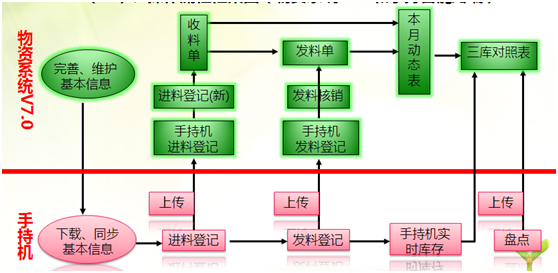 物资系统V7.0
收料单
发料单
本月动态表
三库对照表
完善、维护
基本信息
进料登记(新)
发料核销
手持机
进料登记
手持机
发料登记
上传
上传
上传
手持机
下载、同步
基本信息
进料登记
发料登记
手持机实
时库存
盘点